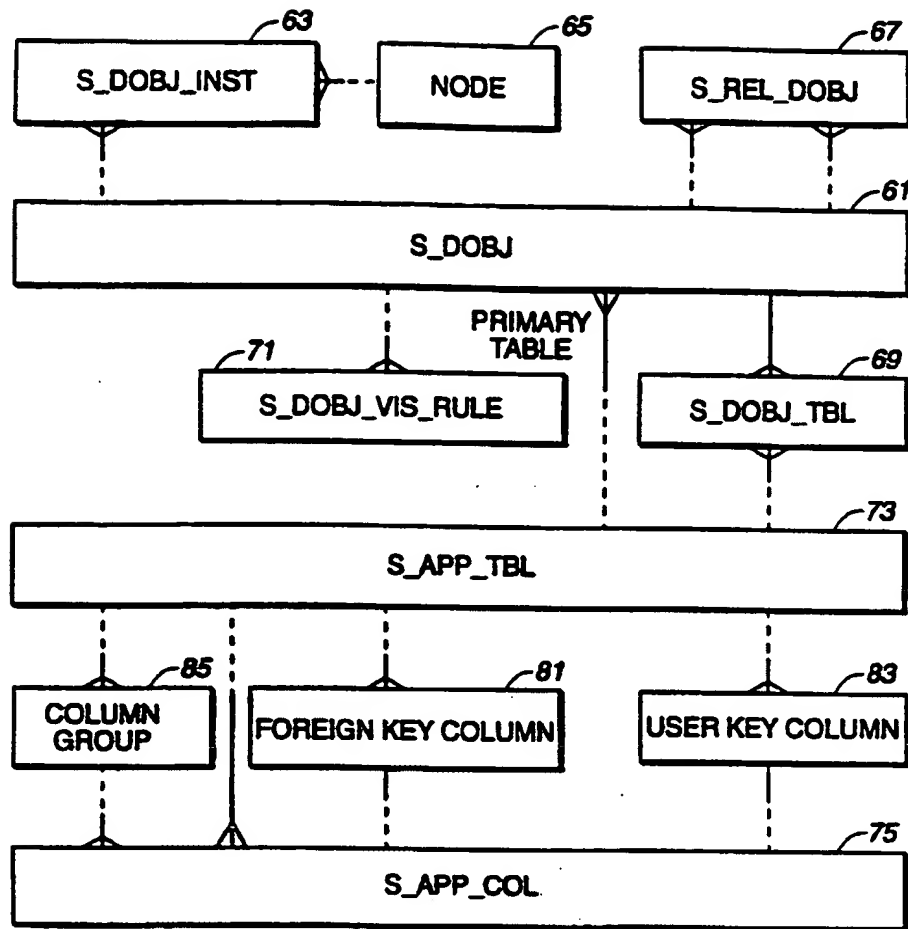 63
65
67
S_DOBJ_INST
NODE
S_REL_DOBJ
61
S_DOBJ
PRIMARY
TABLE
71
69
S_DOBJ_VIS_RULE
S_DOBJ_TBL
73
S_APP_TBL
85
81
83
COLUMN
GROUP
FOREIGN KEY COLUMN
USER KEY COLUMN
75
S_APP_COL